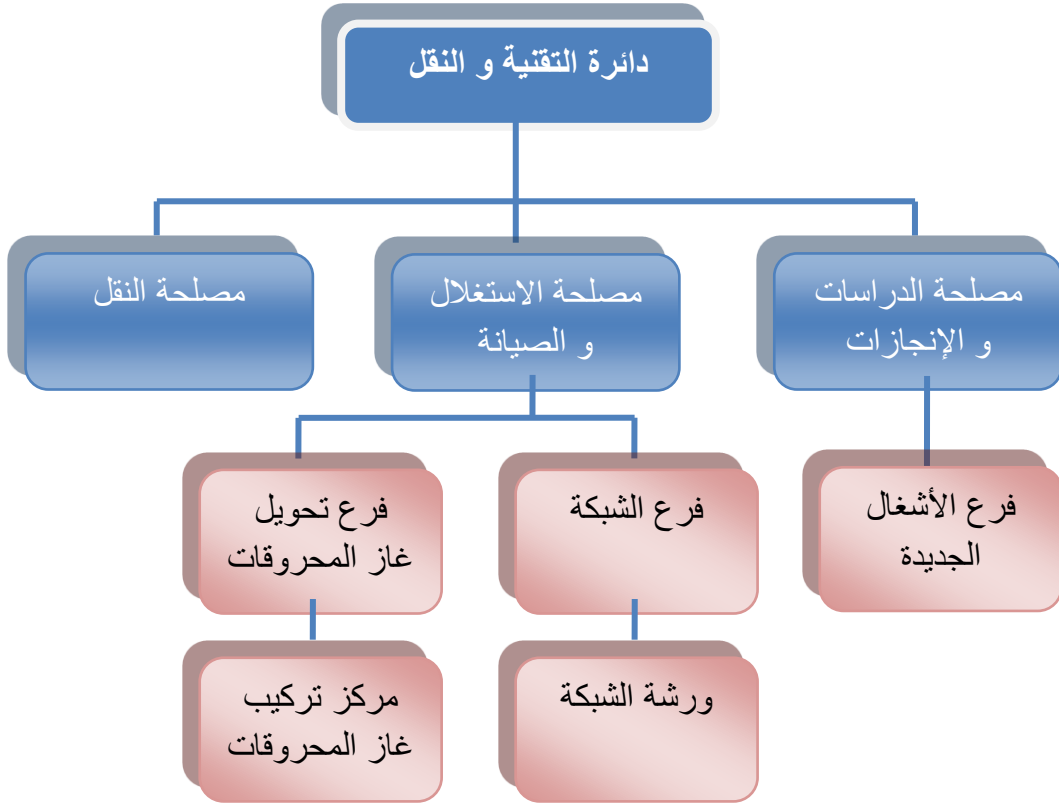 دائرة التقنية و النقل
مصلحة الدراسات
و الإنجازات
مصلحة الاستغلال
و الصيانة
مصلحة النقل
فرع الأشغال
الجديدة
فرع الشبكة
فرع تحويل
غاز المحروقات
ورشة الشبكة
مركز تركيب
غاز المحروقات